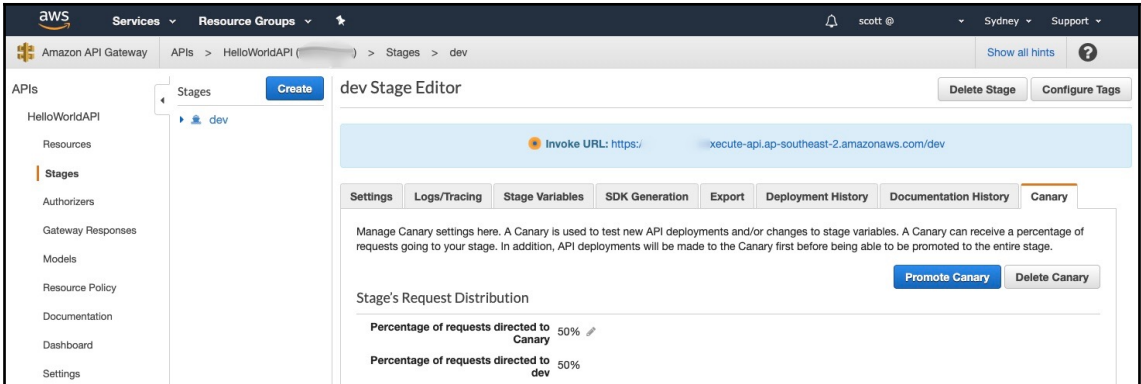 aws Services Resource Groups scott @ Sydney Support
Amazon API Gateway APIs > HelloWorldAPI ( ) > Stages > dev Show all hints ?
APIs
HelloWorldAPI
Resources
Stages
Authorizers
Gateway Responses
Models
Resource Policy
Documentation
Dashboard
Settings
Stages Create
dev
dev Stage Editor Delete Stage Configure Tags
Invoke URL: https:/ xecute-api.ap-southeast-2.amazonaws.com/dev
Settings Logs/Tracing Stage Variables SDK Generation Export Deployment History Documentation History Canary
Manage Canary settings here. A Canary is used to test new API deployments and/or changes to stage variables. A Canary can receive a percentage of
requests going to your stage. In addition, API deployments will be made to the Canary first before being able to be promoted to the entire stage.
Promote Canary Delete Canary
Stage's Request Distribution
Percentage of requests directed to
Canary 50%
Percentage of requests directed to
dev 50%